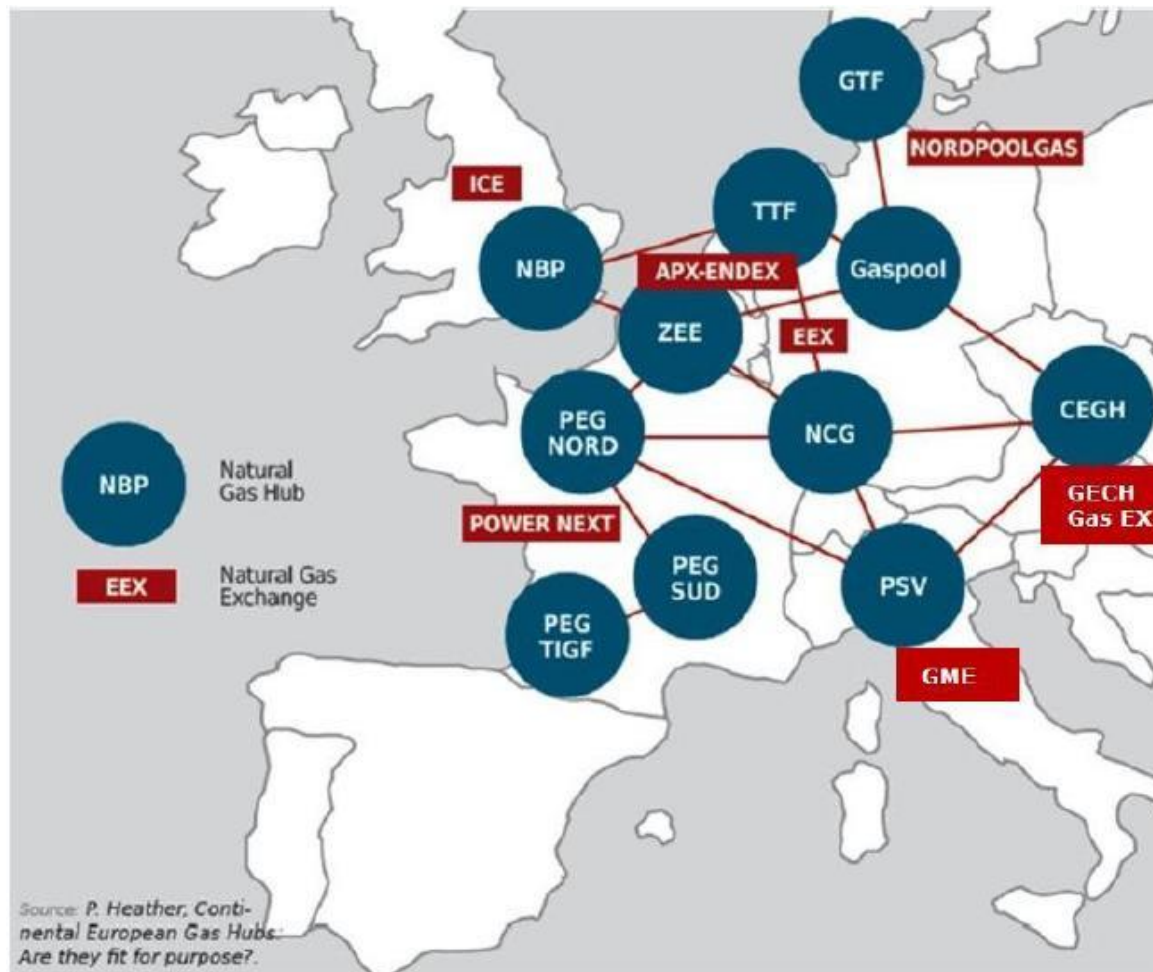 GTF
NORDPOOLGAS
ICE
TTF
NBP
APX-ENDEX
Gaspool
ZEE
EEX
PEG
NORD
NCG
CEGH
NBP
Natural
Gas Hub
GECH
Gas EX
POWER NEXT
EEX
Natural Gas
Exchange
PEG
SUD
PSV
PEG
TIGF
GME
Source: P. Heather, Conti-
nental European Gas Hubs:
Are they fit for purpose?.